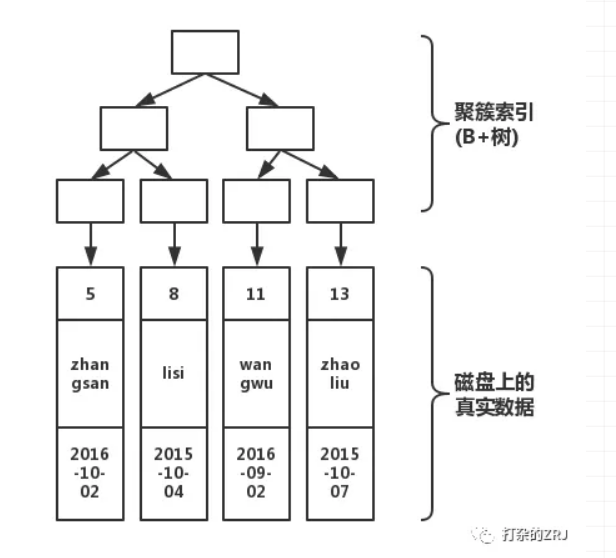 聚簇索引
(B+树)
5
8
11
13
zhan
gsan
lisi
wan
gwu
zhao
liu
磁盘上的
真实数据
2016
-10-
02
2015
-10-
04
2016
-09-
02
2015
-10-
07
打杂的ZRJ